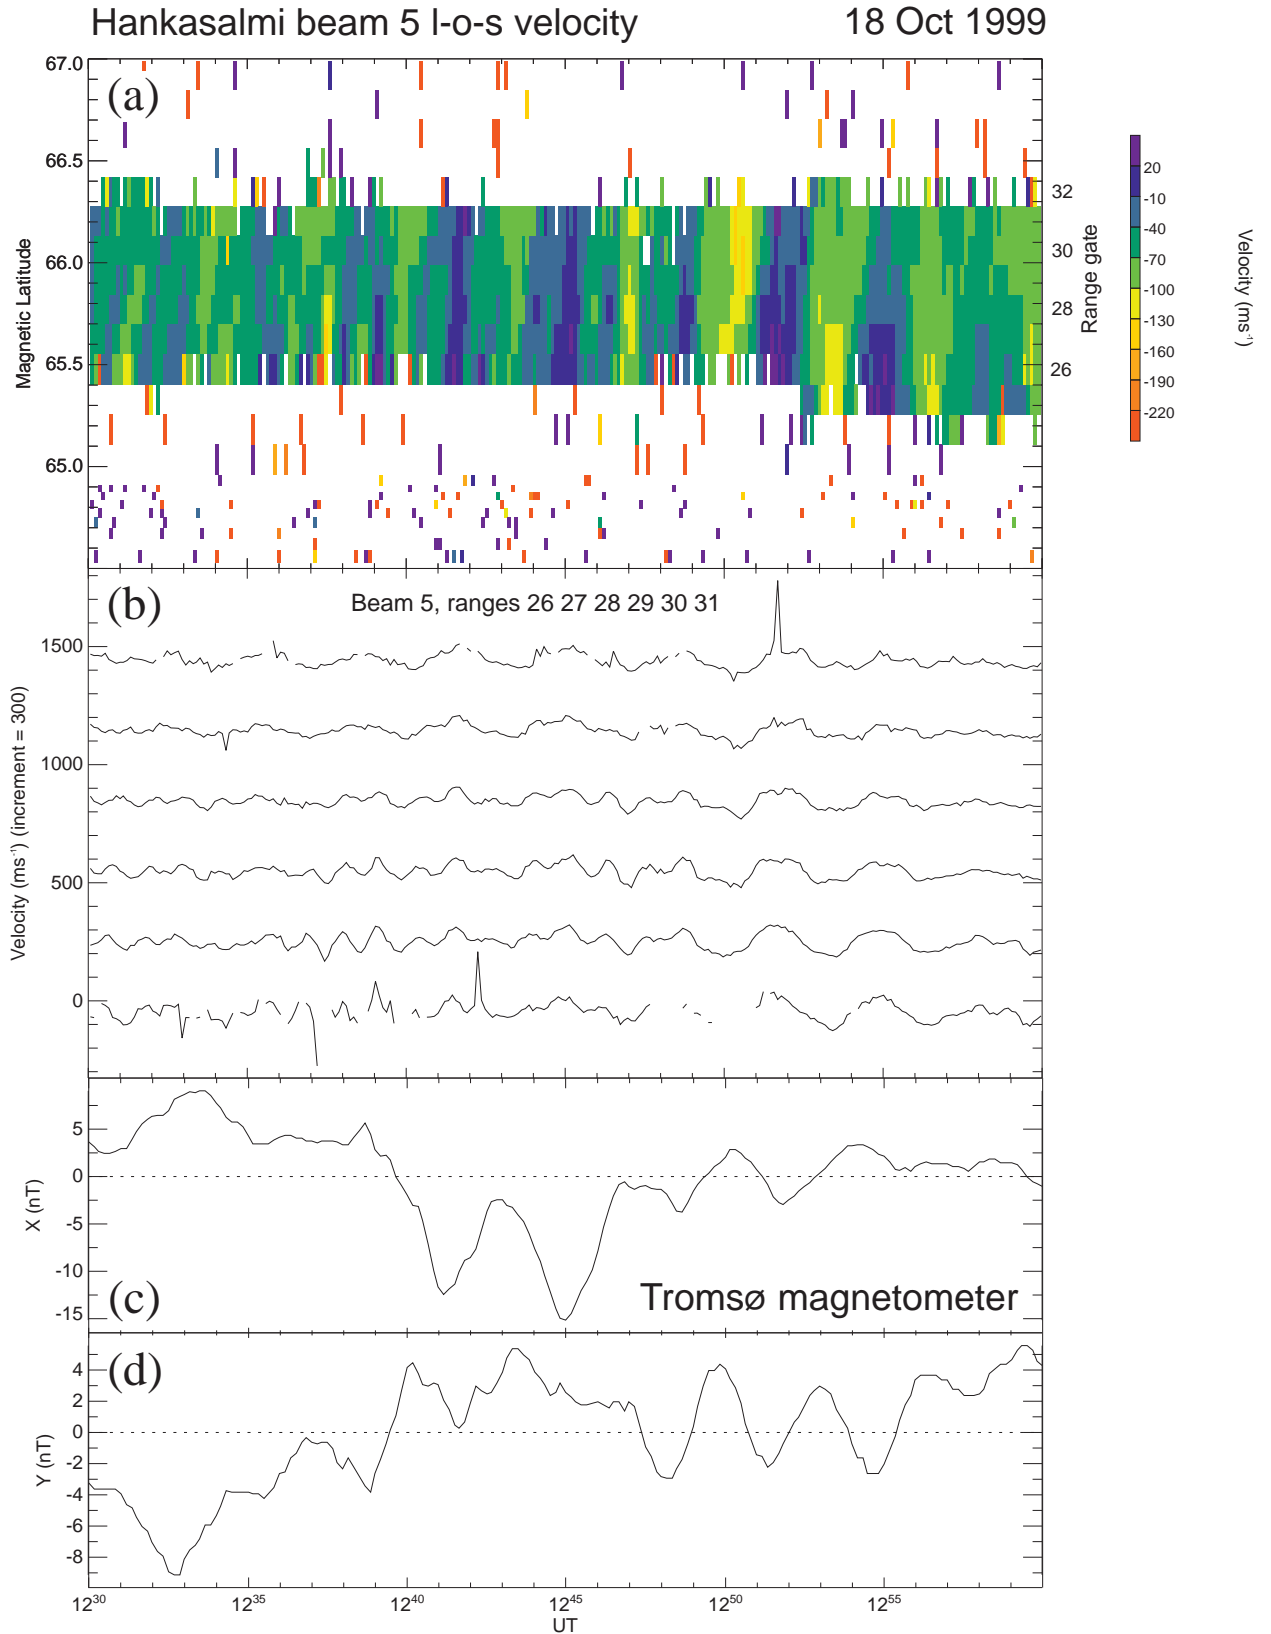 Hankasalmi beam 5 l-o-s velocity 18 Oct 1999
(a)
67.0
66.5
66.0
65.5
65.0
Magnetic Latitude
32
30
28
26
Range gate
20
-10
-40
-70
-100
-130
-160
-190
-220
Velocity (ms⁻¹)
(b)
Beam 5, ranges 26 27 28 29 30 31
1500
1000
500
0
Velocity (ms⁻¹) (increment = 300)
5
0
-5
-10
-15
X (nT)
(c)
Tromsø magnetometer
(d)
4
2
0
-2
-4
-6
-8
Y (nT)
12³⁰ 12³⁵ 12⁴⁰ 12⁴⁵ 12⁵⁰ 12⁵⁵
UT